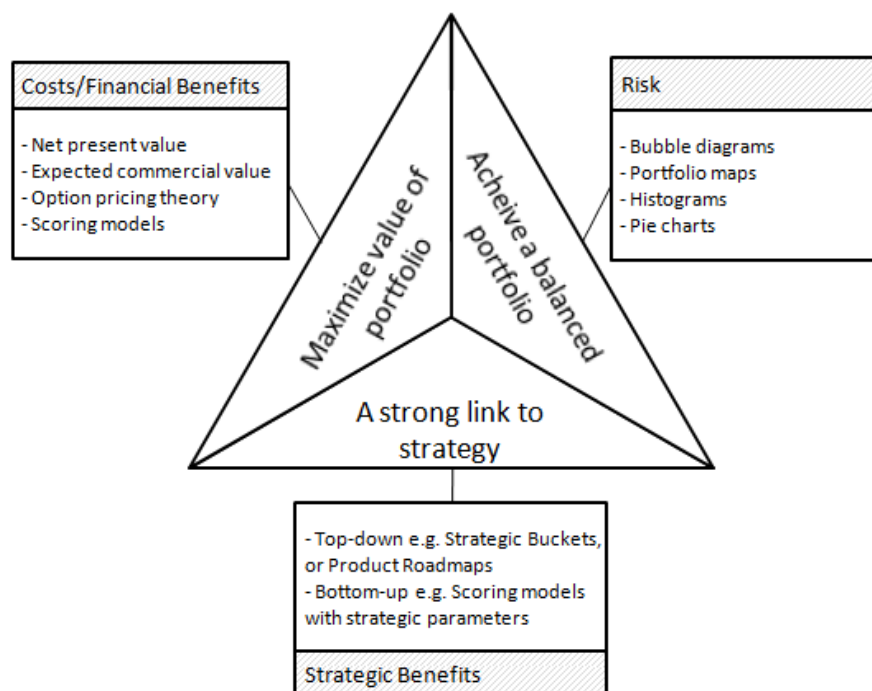 Costs/Financial Benefits
- Net present value
- Expected commercial value
- Option pricing theory
- Scoring models
Risk
- Bubble diagrams
- Portfolio maps
- Histograms
- Pie charts
Maximize value of
portfolio
Acheive a balanced
portfolio
A strong link to
strategy
- Top-down e.g. Strategic Buckets,
or Product Roadmaps
- Bottom-up e.g. Scoring models
with strategic parameters
Strategic Benefits